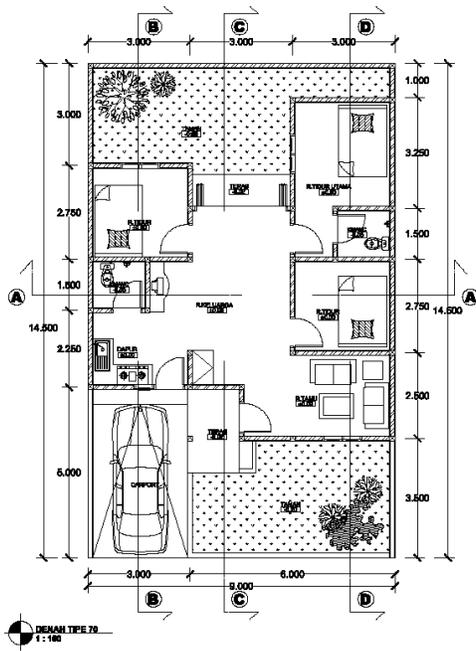 B C D
3.000 3.000 3.000
A A
14.500 14.500
3.000
2.750
1.500
2.250
5.000
1.000
3.250
1.500
2.750
2.500
3.500
TAMAN
TERAS
R.TIDUR UTAMA
R.TIDUR
R.KELUARGA
R.TIDUR
DAPUR
R.TAMU
TERAS
CARPORT
TAMAN
3.000 6.000
9.000
B C D
DENAH TIPE 70
1 : 100